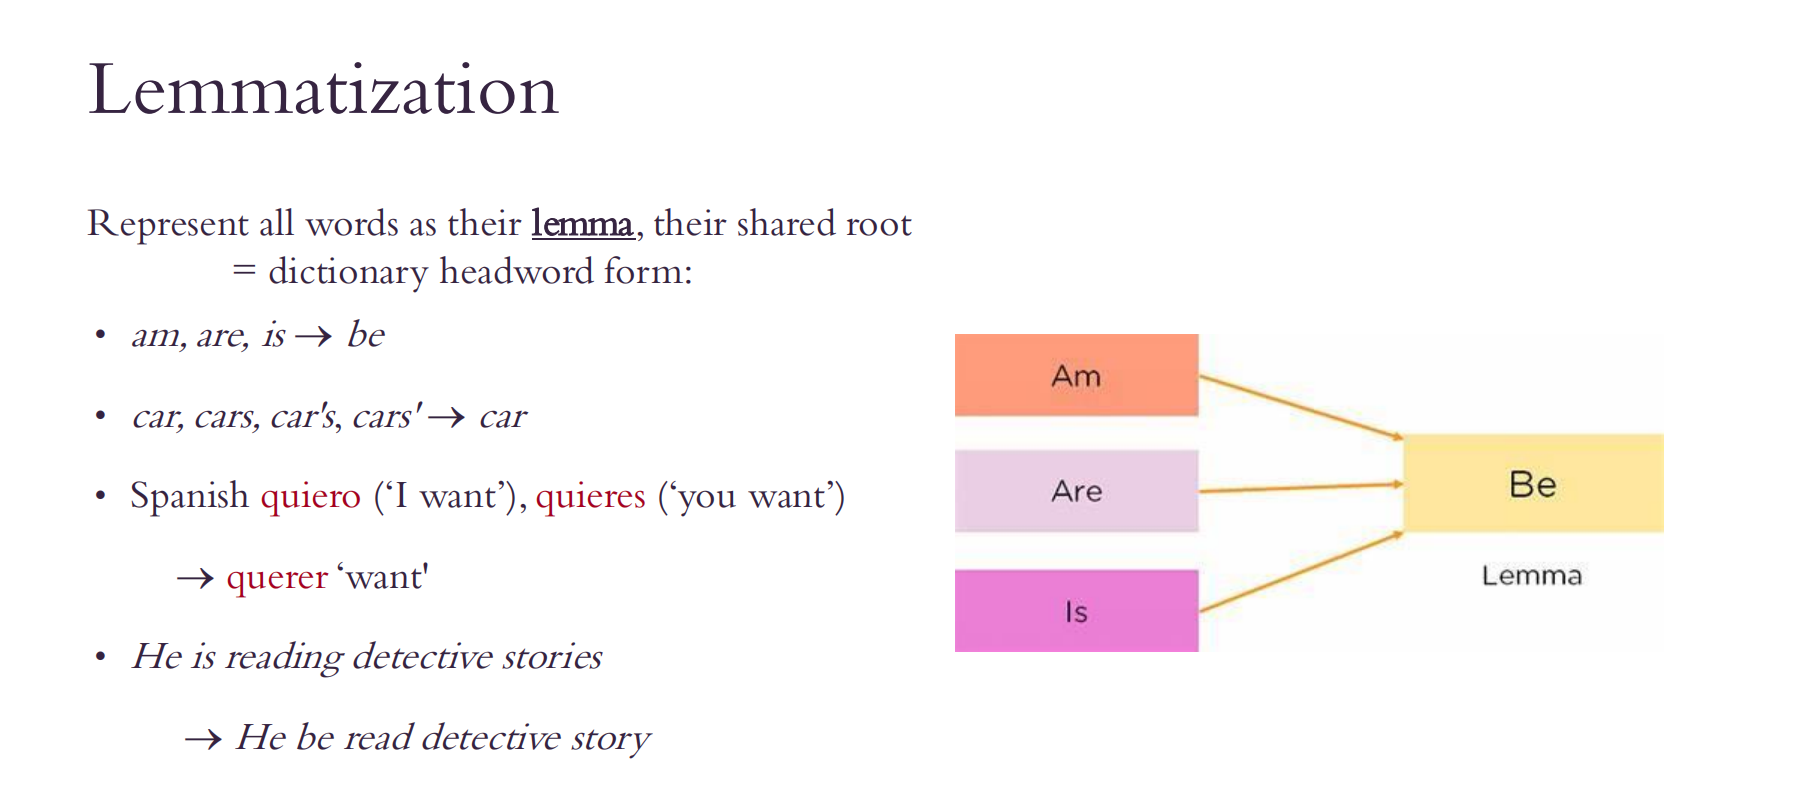 Lemmatization
Represent all words as their lemma, their shared root
= dictionary headword form:
• am, are, is → be
• car, cars, car's, cars' → car
• Spanish quiero (‘I want’), quieres (‘you want’)
→ querer ‘want'
• He is reading detective stories
→ He be read detective story
Am
Are
Is
Be
Lemma